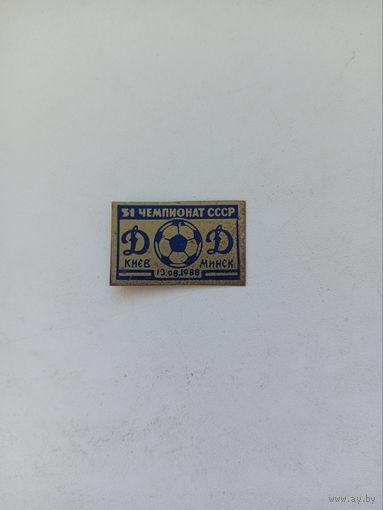 51 ЧЕМПИОНАТ СССР
Д Д
КИЕВ МИНСК
13.08.1988
www.ay.by